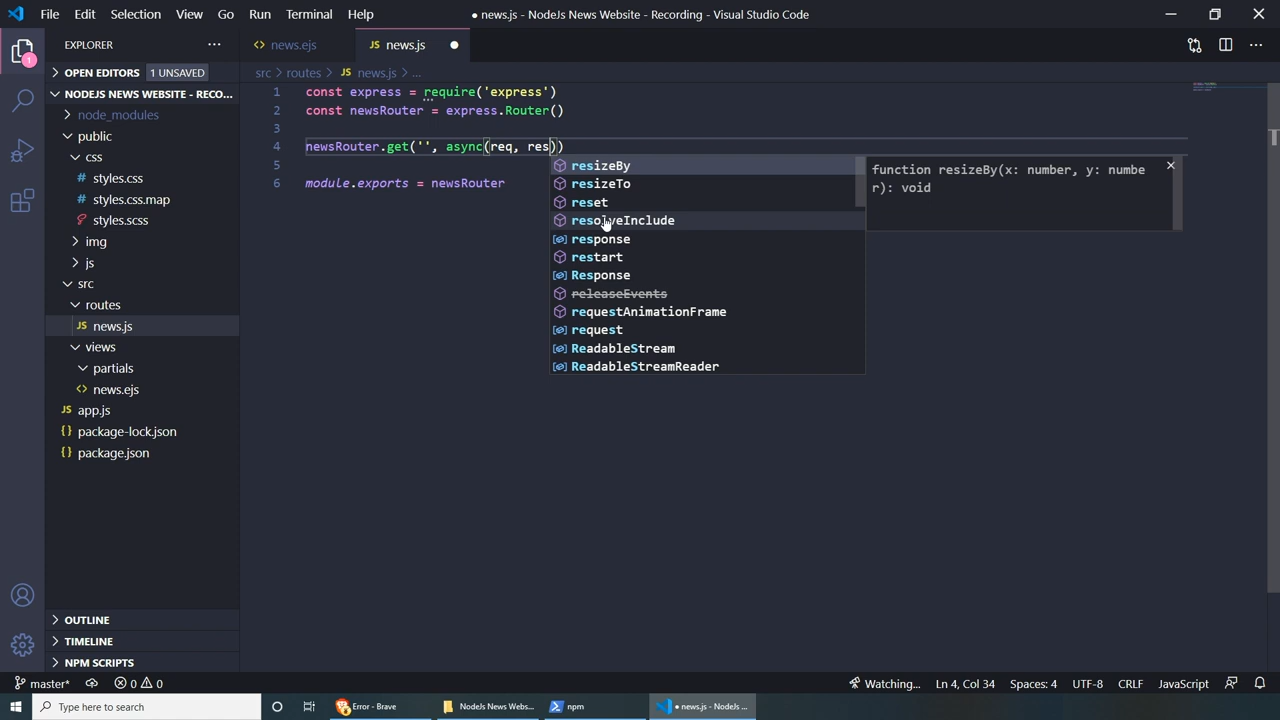 File Edit Selection View Go Run Terminal Help
● news.js - NodeJs News Website - Recording - Visual Studio Code
EXPLORER
news.ejs
JS news.js
OPEN EDITORS 1 UNSAVED
src > routes > JS news.js > ...
NODEJS NEWS WEBSITE - RECO...
node_modules
public
css
# styles.css
# styles.css.map
styles.scss
img
js
src
routes
JS news.js
views
partials
news.ejs
JS app.js
{} package-lock.json
{} package.json
OUTLINE
TIMELINE
NPM SCRIPTS
1 const express = require('express')
2 const newsRouter = express.Router()
3
4 newsRouter.get('', async(req, res))
5
6 module.exports = newsRouter
resizeBy
resizeTo
reset
resolveInclude
response
restart
Response
releaseEvents
requestAnimationFrame
request
ReadableStream
ReadableStreamReader
function resizeBy(x: number, y: numbe
r): void
1
master* 0 0 Watching... Ln 4, Col 34 Spaces: 4 UTF-8 CRLF JavaScript
Type here to search Error - Brave NodeJs News Webs... npm ● news.js - NodeJs ...